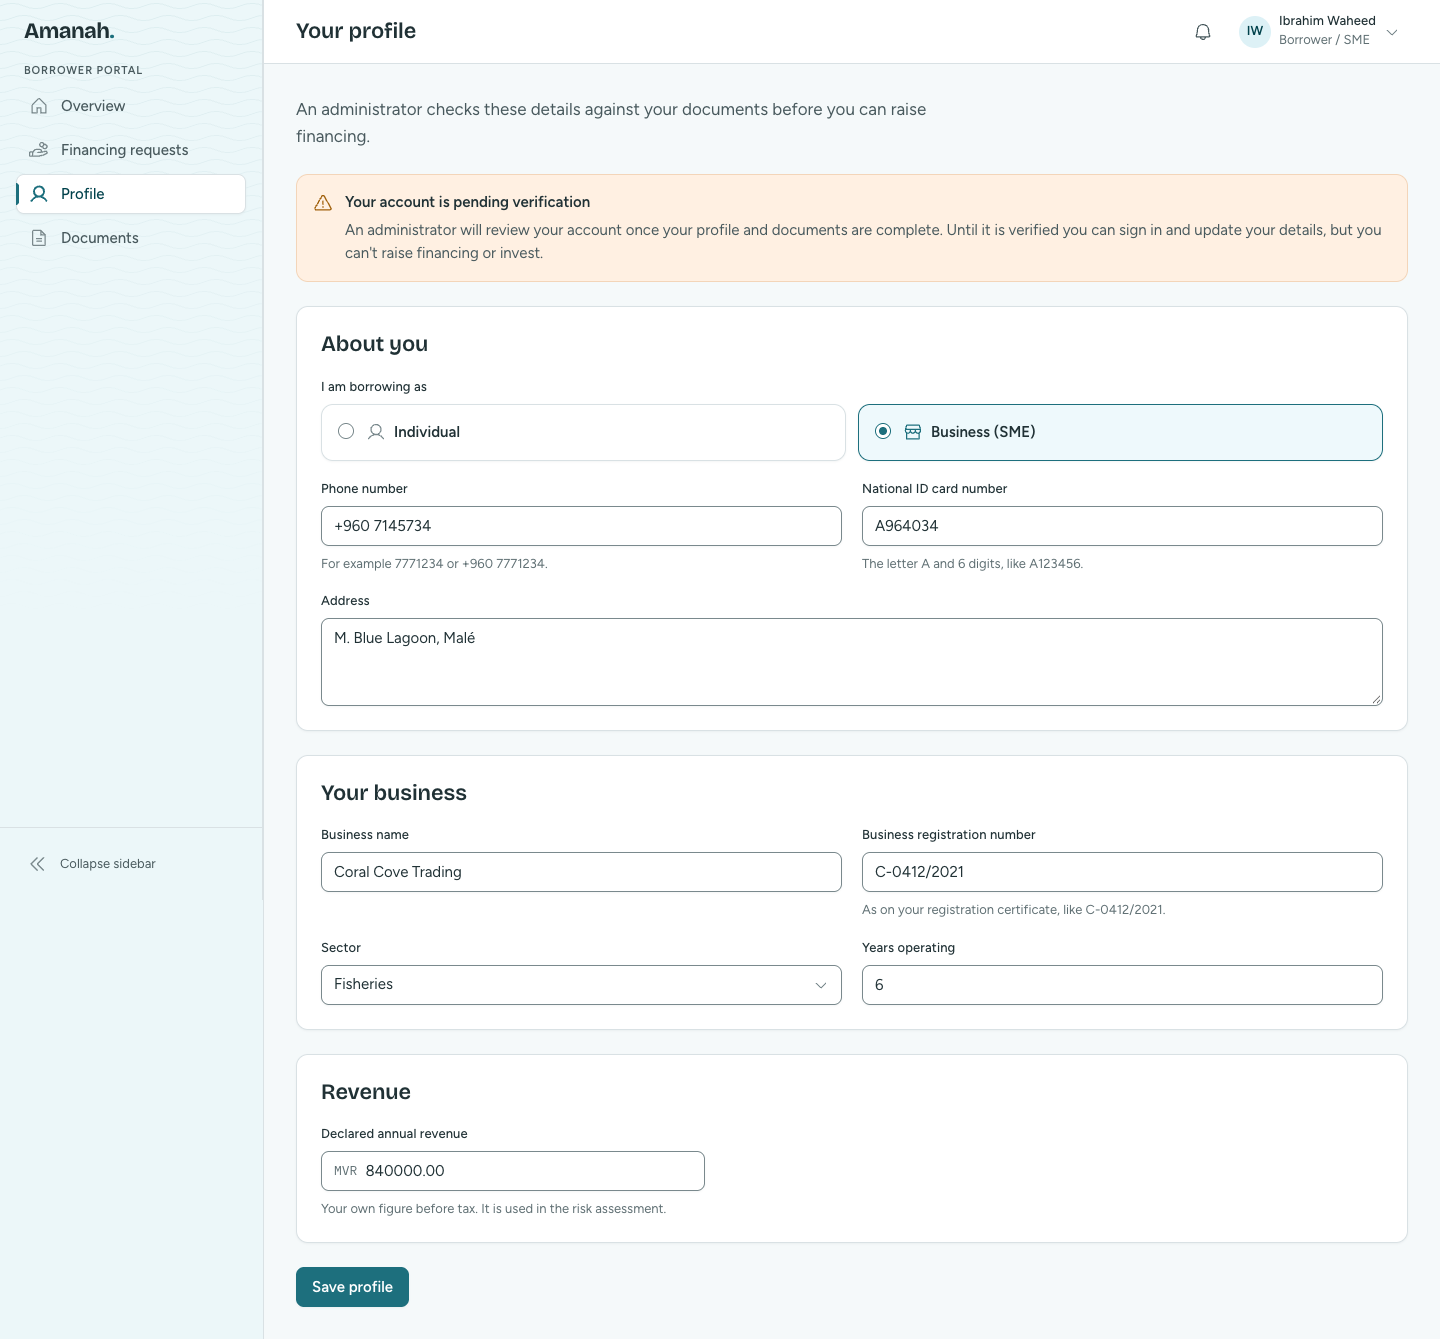 Amanah.
BORROWER PORTAL
Overview
Financing requests
Profile
Documents
Collapse sidebar
Your profile
IW
Ibrahim Waheed
Borrower / SME
An administrator checks these details against your documents before you can raise
financing.
Your account is pending verification
An administrator will review your account once your profile and documents are complete. Until it is verified you can sign in and update your details, but you
can't raise financing or invest.
About you
I am borrowing as
Individual
Business (SME)
Phone number
National ID card number
+960 7145734
A964034
For example 7771234 or +960 7771234.
The letter A and 6 digits, like A123456.
Address
M. Blue Lagoon, Malé
Your business
Business name
Business registration number
Coral Cove Trading
C-0412/2021
As on your registration certificate, like C-0412/2021.
Sector
Years operating
Fisheries
6
Revenue
Declared annual revenue
MVR 840000.00
Your own figure before tax. It is used in the risk assessment.
Save profile